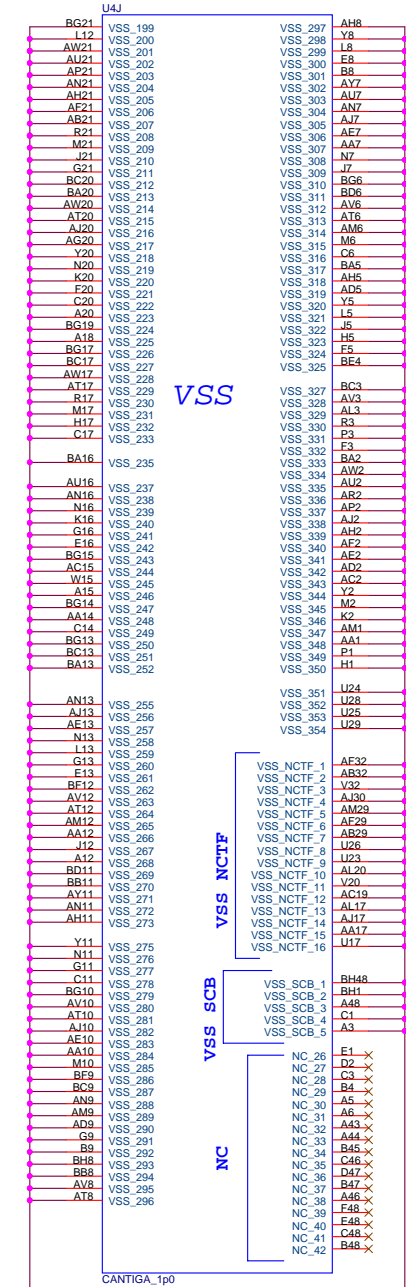 U4J
BG21 VSS_199
L12 VSS_200
AW21 VSS_201
AU21 VSS_202
AP21 VSS_203
AN21 VSS_204
AH21 VSS_205
AF21 VSS_206
AB21 VSS_207
R21 VSS_208
M21 VSS_209
J21 VSS_210
G21 VSS_211
BC20 VSS_212
BA20 VSS_213
AW20 VSS_214
AT20 VSS_215
AJ20 VSS_216
AG20 VSS_217
Y20 VSS_218
N20 VSS_219
K20 VSS_220
F20 VSS_221
C20 VSS_222
A20 VSS_223
BG19 VSS_224
A18 VSS_225
BG17 VSS_226
BC17 VSS_227
AW17 VSS_228
AT17 VSS_229
R17 VSS_230
M17 VSS_231
H17 VSS_232
C17 VSS_233
BA16 VSS_235
AU16 VSS_237
AN16 VSS_238
N16 VSS_239
K16 VSS_240
G16 VSS_241
E16 VSS_242
BG15 VSS_243
AC15 VSS_244
W15 VSS_245
A15 VSS_246
BG14 VSS_247
AA14 VSS_248
C14 VSS_249
BG13 VSS_250
BC13 VSS_251
BA13 VSS_252
AN13 VSS_255
AJ13 VSS_256
AE13 VSS_257
N13 VSS_258
L13 VSS_259
G13 VSS_260
E13 VSS_261
BF12 VSS_262
AV12 VSS_263
AT12 VSS_264
AM12 VSS_265
AA12 VSS_266
J12 VSS_267
A12 VSS_268
BD11 VSS_269
BB11 VSS_270
AY11 VSS_271
AN11 VSS_272
AH11 VSS_273
Y11 VSS_275
N11 VSS_276
G11 VSS_277
C11 VSS_278
BG10 VSS_279
AV10 VSS_280
AT10 VSS_281
AJ10 VSS_282
AE10 VSS_283
AA10 VSS_284
M10 VSS_285
BF9 VSS_286
BC9 VSS_287
AN9 VSS_288
AM9 VSS_289
AD9 VSS_290
G9 VSS_291
B9 VSS_292
BH8 VSS_293
BB8 VSS_294
AV8 VSS_295
AT8 VSS_296
VSS
VSS NCTF
VSS SCB
NC
VSS_297 AH8
VSS_298 Y8
VSS_299 L8
VSS_300 E8
VSS_301 B8
VSS_302 AY7
VSS_303 AU7
VSS_304 AN7
VSS_305 AJ7
VSS_306 AE7
VSS_307 AA7
VSS_308 N7
VSS_309 J7
VSS_310 BG6
VSS_311 BD6
VSS_312 AV6
VSS_313 AT6
VSS_314 AM6
VSS_315 M6
VSS_316 C6
VSS_317 BA5
VSS_318 AH5
VSS_319 AD5
VSS_320 Y5
VSS_321 L5
VSS_322 J5
VSS_323 H5
VSS_324 F5
VSS_325 BE4
VSS_327 BC3
VSS_328 AV3
VSS_329 AL3
VSS_330 R3
VSS_331 P3
VSS_332 F3
VSS_333 BA2
VSS_334 AW2
VSS_335 AU2
VSS_336 AR2
VSS_337 AP2
VSS_338 AJ2
VSS_339 AH2
VSS_340 AF2
VSS_341 AE2
VSS_342 AD2
VSS_343 AC2
VSS_344 Y2
VSS_345 M2
VSS_346 K2
VSS_347 AM1
VSS_348 AA1
VSS_349 P1
VSS_350 H1
VSS_351 U24
VSS_352 U28
VSS_353 U25
VSS_354 U29
VSS_NCTF_1 AF32
VSS_NCTF_2 AB32
VSS_NCTF_3 V32
VSS_NCTF_4 AJ30
VSS_NCTF_5 AM29
VSS_NCTF_6 AF29
VSS_NCTF_7 AB29
VSS_NCTF_8 U26
VSS_NCTF_9 U23
VSS_NCTF_10 AL20
VSS_NCTF_11 V20
VSS_NCTF_12 AC19
VSS_NCTF_13 AL17
VSS_NCTF_14 AJ17
VSS_NCTF_15 AA17
VSS_NCTF_16 U17
VSS_SCB_1 BH48
VSS_SCB_2 BH1
VSS_SCB_3 A48
VSS_SCB_4 C1
VSS_SCB_5 A3
NC_26 E1
NC_27 D2
NC_28 C3
NC_29 B4
NC_30 A5
NC_31 A6
NC_32 A43
NC_33 A44
NC_34 B45
NC_35 C46
NC_36 D47
NC_37 B47
NC_38 A46
NC_39 F48
NC_40 E48
NC_41 C48
NC_42 B48
CANTIGA_1p0